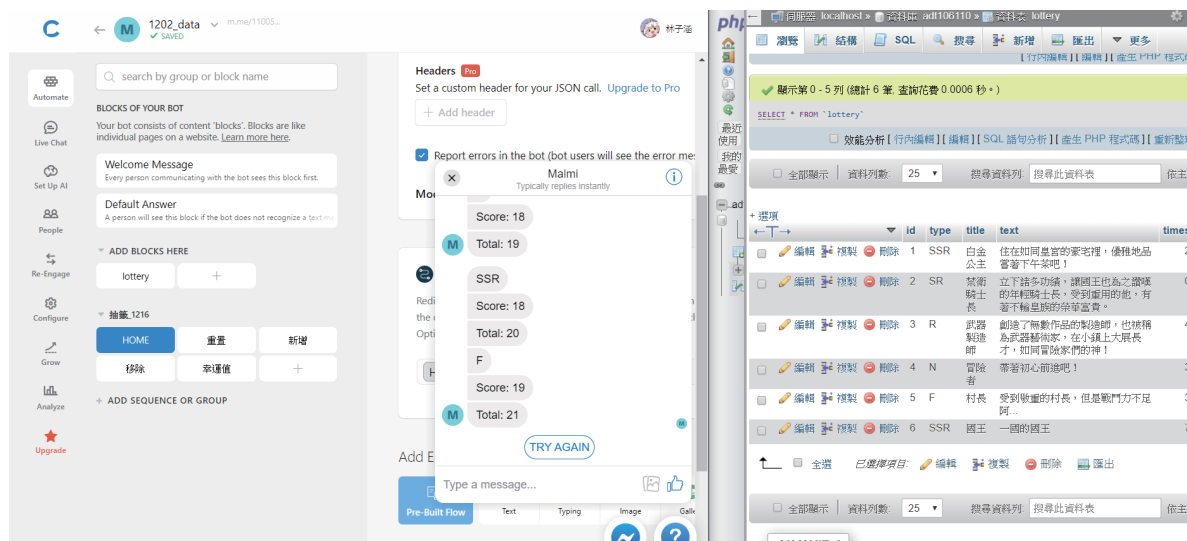 C
M
1202_data
m.me/11005...
SAVED
林子涵
Automate
Live Chat
Set Up AI
People
Re-Engage
Configure
Grow
Analyze
Upgrade
search by group or block name
BLOCKS OF YOUR BOT
Your bot consists of content 'blocks'. Blocks are like
individual pages on a website. Learn more here.
Welcome Message
Every person communicating with the bot sees this block first.
Default Answer
A person will see this block if the bot does not recognize a text
ADD BLOCKS HERE
lottery
+
抽籤_1216
HOME
重置
新增
移除
幸運值
+
+ ADD SEQUENCE OR GROUP
Headers Pro
Set a custom header for your JSON call. Upgrade to Pro
+ Add header
Report errors in the bot (bot users will see the error
Malmi
Typically replies instantly
Score: 18
M Total: 19
SSR
Score: 18
Total: 20
F
Score: 19
M Total: 21
M
TRY AGAIN
Type a message...
Add E
Pre-Built Flow
Text
Typing
Image
?
php
最近
使用
我的
最愛
伺服器: localhost » 資料庫: adt106110 » 資料表: lottery
瀏覽 結構 SQL 搜尋 新增 匯出 更多
顯示第 0 - 5 列 (總計 6 筆, 查詢花費 0.0006 秒。)
SELECT * FROM `lottery`
效能分析 [ 行內編輯 ] [ 編輯 ] [ SQL 語句分析 ] [ 產生 PHP 程式碼 ] [
全部顯示 | 資料列數: 25 搜尋資料列: 搜尋此資料表
+ 選項
←T→ id type title text
編輯 複製 刪除 1 SSR 白金公主 住在如同皇宮的豪宅裡,優雅地品嘗著下午茶吧!
編輯 複製 刪除 2 SR 禁衛騎士長 立下諸多功績,讓國王也為之讚嘆的年輕騎士長,受到重用的他,有著不輸皇族的榮華富貴。
編輯 複製 刪除 3 R 武器製造師 創造了無數作品的製造師,也被稱為武器藝術家,在小鎮上大展長才,如同冒險家們的神!
編輯 複製 刪除 4 N 冒險者 帶著初心前進吧!
編輯 複製 刪除 5 F 村長 受到敬重的村長,但是戰鬥力不足阿...
編輯 複製 刪除 6 SSR 國王 一國的國王
全選 已選擇項目: 編輯 複製 刪除 匯出
全部顯示 | 資料列數: 25 搜尋資料列: 搜尋此資料表